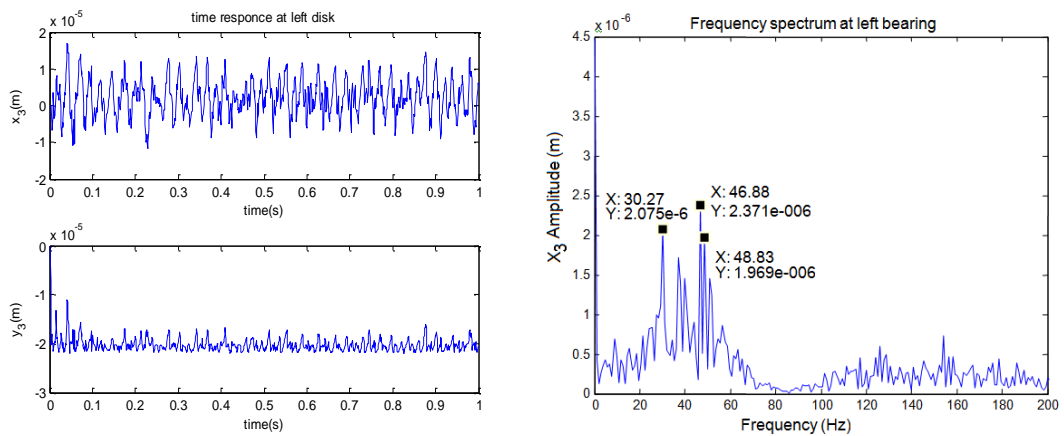 time responce at left disk
x 10⁻⁵
2
1
0
-1
-2
x₃(m)
0 0.1 0.2 0.3 0.4 0.5 0.6 0.7 0.8 0.9 1
time(s)
x 10⁻⁵
0
-1
-2
-3
y₃(m)
0 0.1 0.2 0.3 0.4 0.5 0.6 0.7 0.8 0.9 1
time(s)
x 10⁻⁶
Frequency spectrum at left bearing
4.5
4
3.5
3
2.5
2
1.5
1
0.5
0
X₃ Amplitude (m)
X: 30.27
Y: 2.075e-6
X: 46.88
Y: 2.371e-006
X: 48.83
Y: 1.969e-006
0 20 40 60 80 100 120 140 160 180 200
Frequency (Hz)